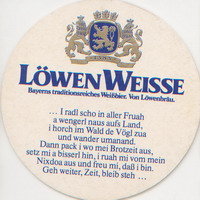 LÖWEN WEISSE
Bayerns traditionsreiches Weißbier. Von Löwenbräu.
... I radl scho in aller Fruah
a wengerl naus aufs Land,
i horch im Wald de Vögl zua
und wander umanand.
Dann pack i wo mei Brotzeit aus,
setz mi a bisserl hin, i ruah mi vom mein
Nixdoa aus und freu mi, daß i bin.
Geh weiter, Zeit, bleib steh ...